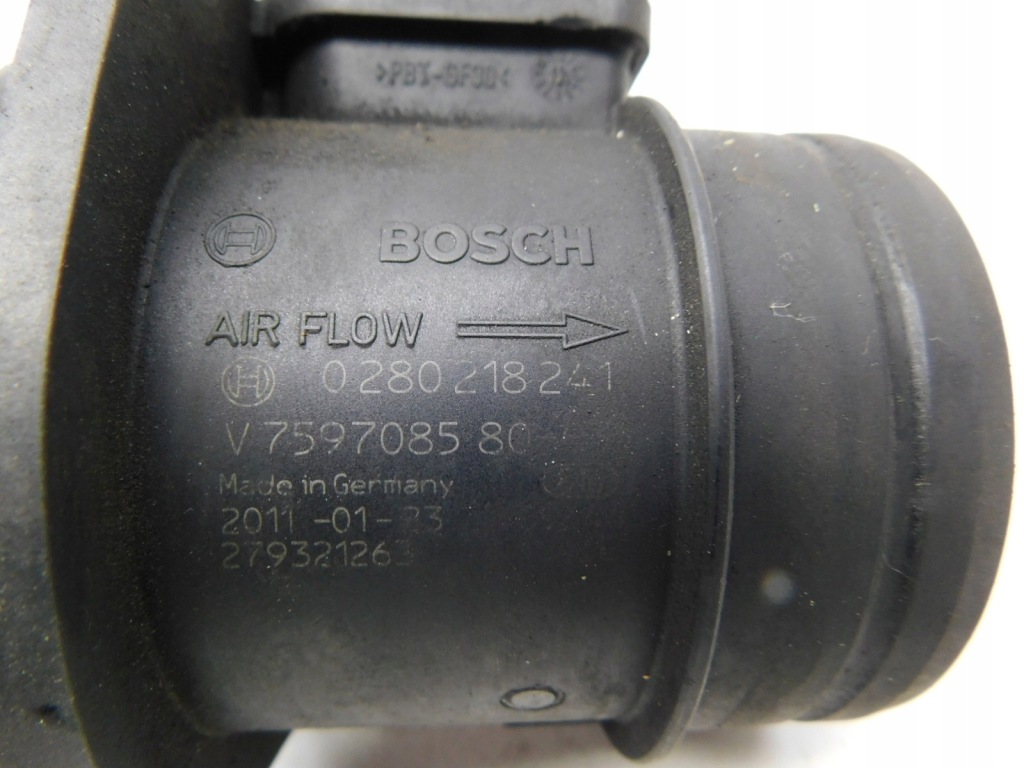 >PBT-GF30<
BOSCH
AIR FLOW
0 280 218 241
V 7597085 80
Made in Germany
2011-01-23
279321263